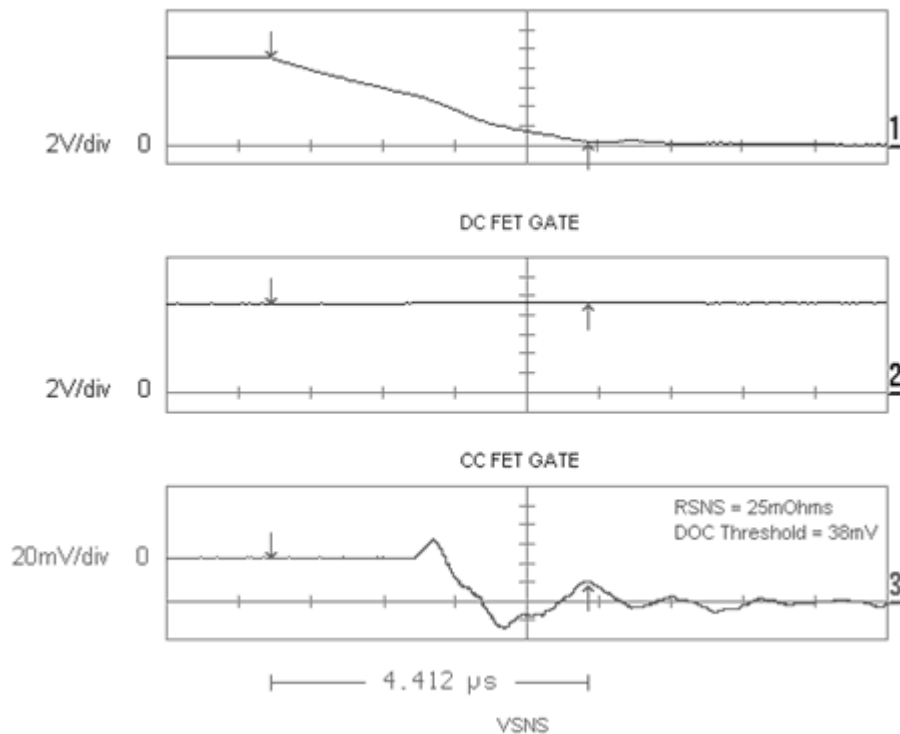 1
2V/div 0
DC FET GATE
2V/div 0
2
CC FET GATE
RSNS = 25mOhms
DOC Threshold = 38mV
20mV/div 0
3
4.412 µs
VSNS